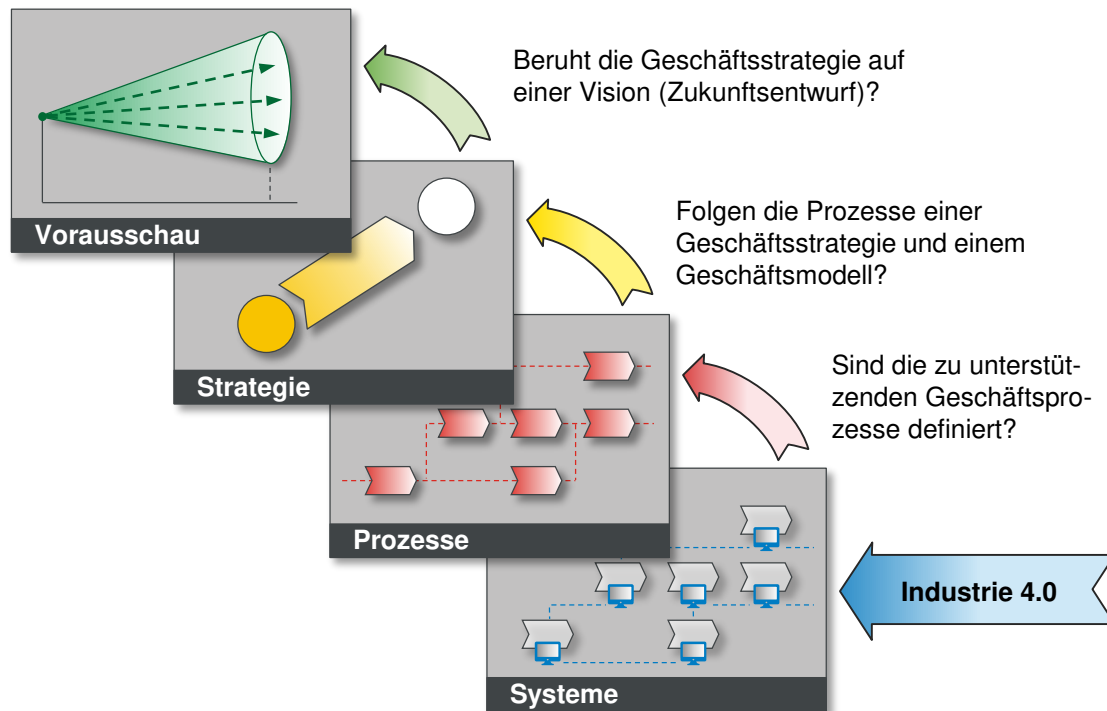 Beruht die Geschäftsstrategie auf
einer Vision (Zukunftsentwurf)?
Vorausschau
Folgen die Prozesse einer
Geschäftsstrategie und einem
Geschäftsmodell?
Strategie
Sind die zu unterstüt-
zenden Geschäftspro-
zesse definiert?
Prozesse
Industrie 4.0
Systeme